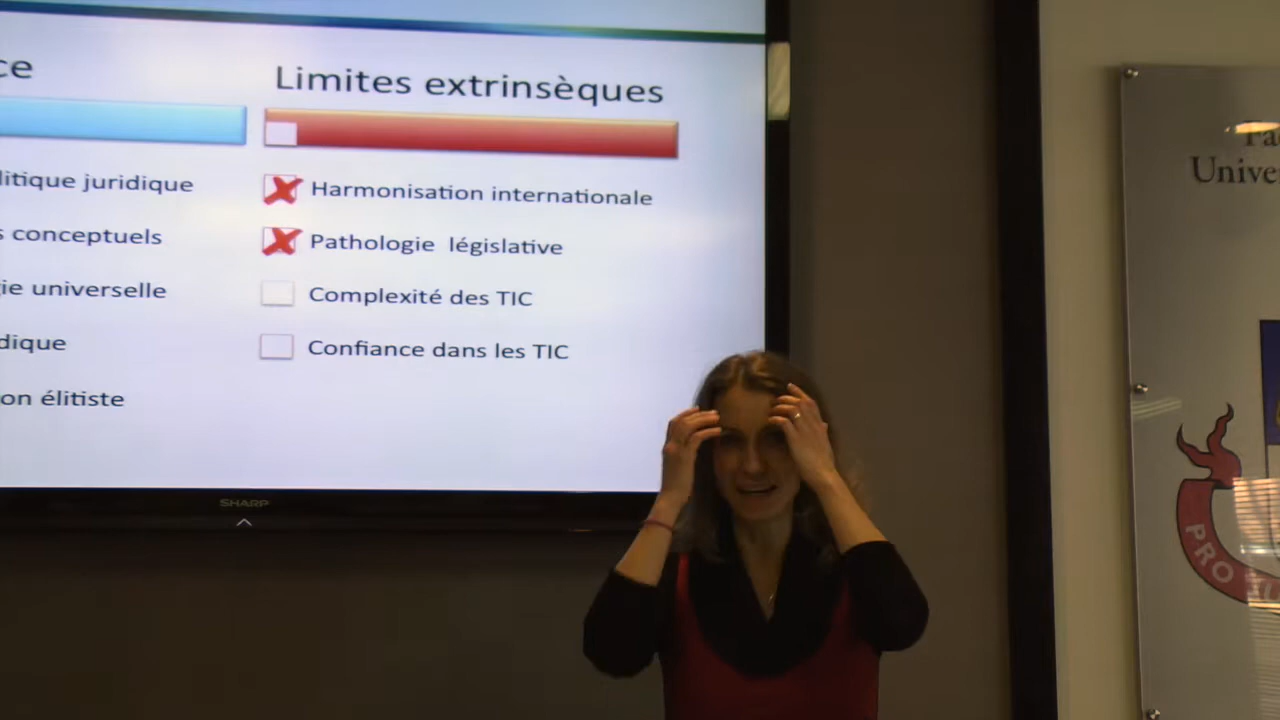 ce
litique juridique
s conceptuels
ie universelle
dique
on élitiste
Limites extrinsèques
Harmonisation internationale
Pathologie législative
Complexité des TIC
Confiance dans les TIC
SHARP
Unive
PRO